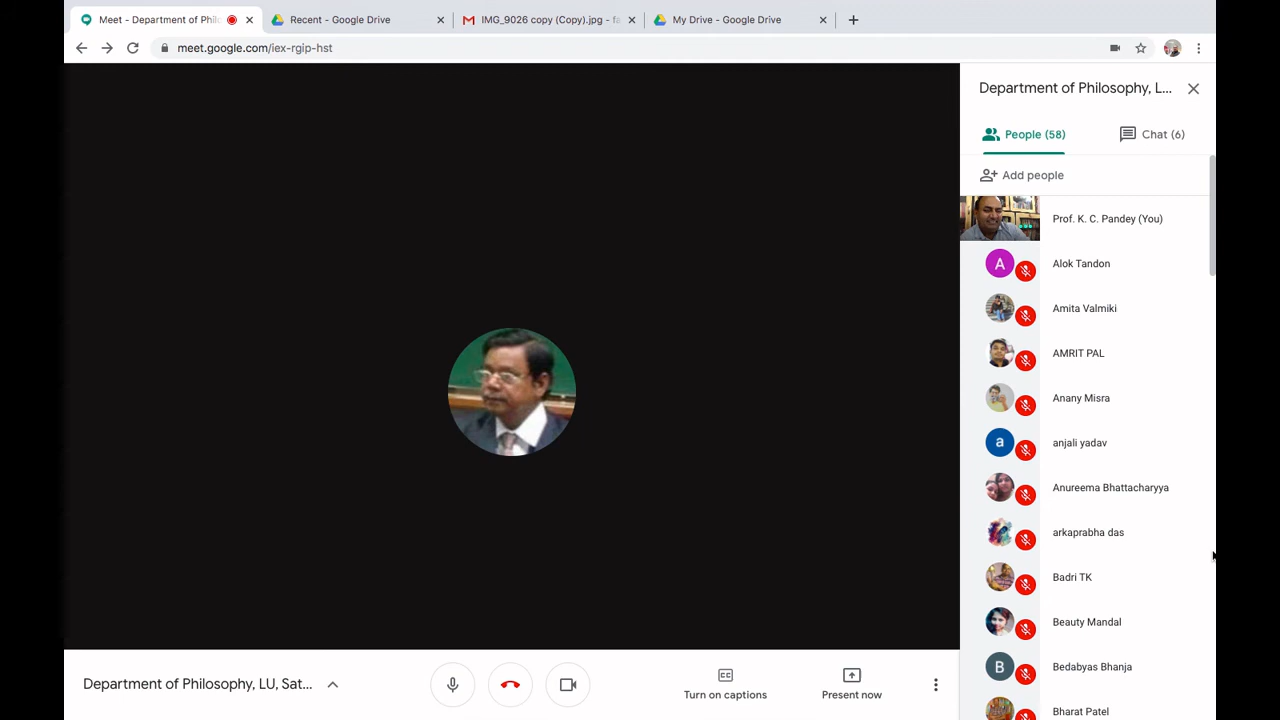 Meet - Department of Phil
Recent - Google Drive
IMG_9026 copy (Copy).jpg - fa
My Drive - Google Drive
meet.google.com/iex-rgip-hst
Department of Philosophy, L...
People (58)
Chat (6)
Add people
Prof. K. C. Pandey (You)
A
Alok Tandon
Amita Valmiki
AMRIT PAL
Anany Misra
a
anjali yadav
Anureema Bhattacharyya
arkaprabha das
Badri TK
Beauty Mandal
B
Bedabyas Bhanja
Bharat Patel
Department of Philosophy, LU, Sat...
CC
Turn on captions
Present now